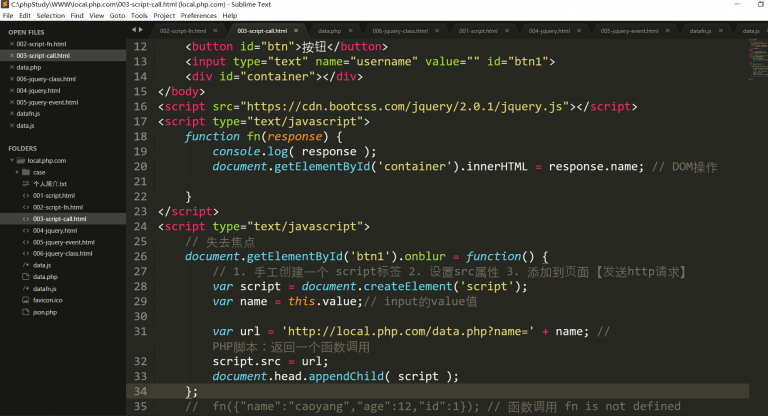 C:\phpStudy\WWW\local.php.com\003-script-call.html (local.php.com) - Sublime Text
File Edit Selection Find View Goto Tools Project Preferences Help
OPEN FILES
002-script-fn.html
003-script-call.html
data.php
006-jquery-class.html
004-jquery.html
005-jquery-event.html
datafn.js
data.js
FOLDERS
local.php.com
case
个人简介.txt
001-script.html
002-script-fn.html
003-script-call.html
004-jquery.html
005-jquery-event.html
006-jquery-class.html
data.js
data.php
datafn.js
favicon.ico
json.php
002-script-fn.html 003-script-call.html data.php 006-jquery-class.html 001-script.html 004-jquery.html 005-jquery-event.html datafn.js data.js
12 <button id="btn">按钮</button>
13 <input type="text" name="username" value="" id="btn1">
14 <div id="container"></div>
15 </body>
16 <script src="https://cdn.bootcss.com/jquery/2.0.1/jquery.js"></script>
17 <script type="text/javascript">
18 function fn(response) {
19 console.log( response );
20 document.getElementById('container').innerHTML = response.name; // DOM操作
21
22 }
23 </script>
24 <script type="text/javascript">
25 // 失去焦点
26 document.getElementById('btn1').onblur = function() {
27 // 1. 手工创建一个 script标签 2. 设置src属性 3. 添加到页面【发送http请求】
28 var script = document.createElement('script');
29 var name = this.value;// input的value值
30
31 var url = 'http://local.php.com/data.php?name=' + name; //
PHP脚本：返回一个函数调用
32 script.src = url;
33 document.head.appendChild( script );
34 };
35 // fn({"name":"caoyang","age":12,"id":1}); // 函数调用 fn is not defined